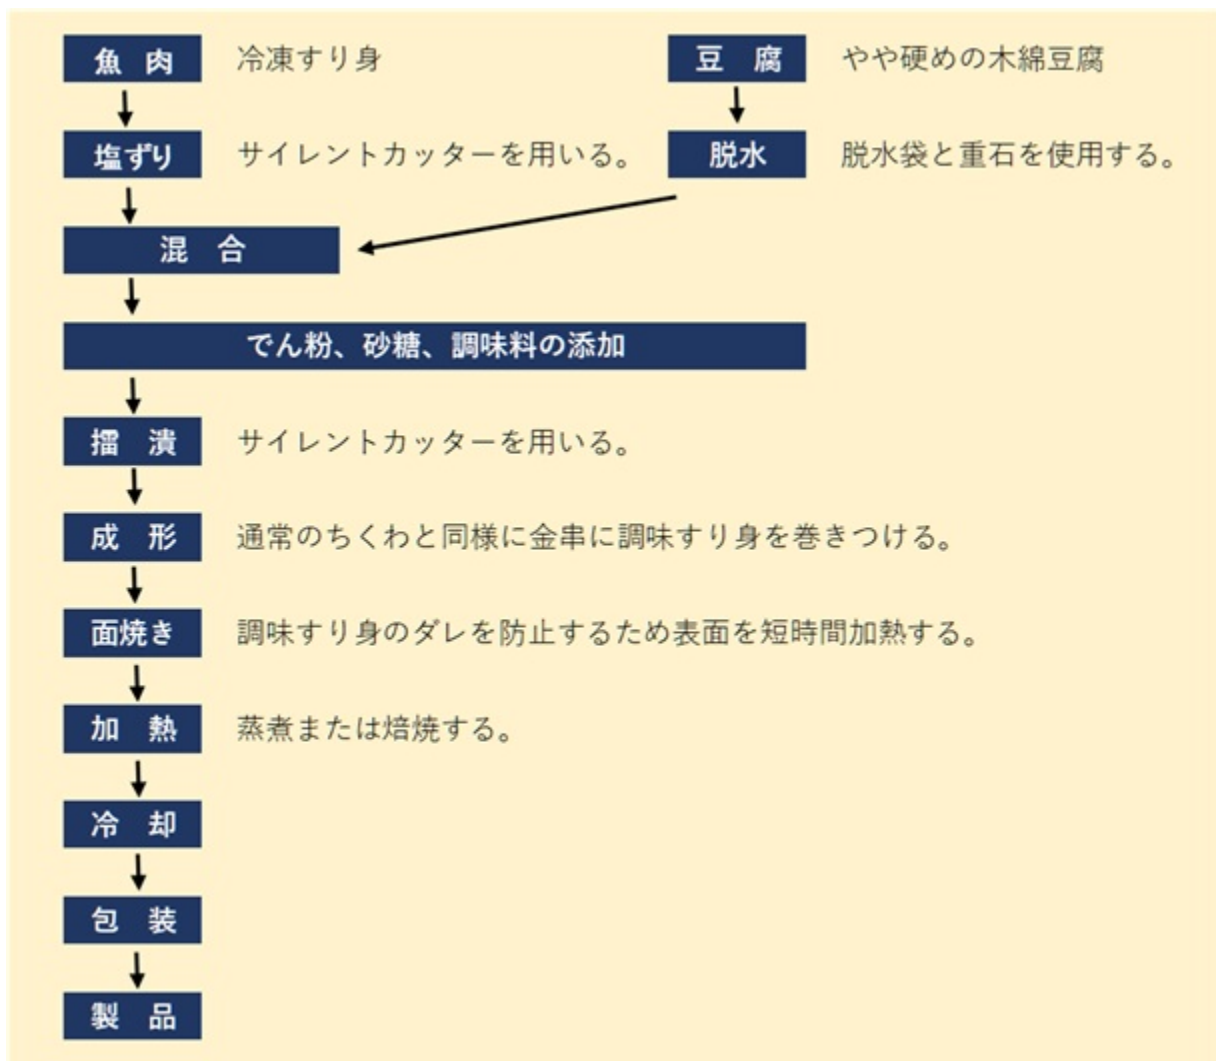 魚　肉　冷凍すり身　豆　腐　やや硬めの木綿豆腐
塩ずり　サイレントカッターを用いる。　脱水　脱水袋と重石を使用する。
混　合
でん粉、砂糖、調味料の添加
擂　潰　サイレントカッターを用いる。
成　形　通常のちくわと同様に金串に調味すり身を巻きつける。
面焼き　調味すり身のダレを防止するため表面を短時間加熱する。
加　熱　蒸煮または焙焼する。
冷　却
包　装
製　品